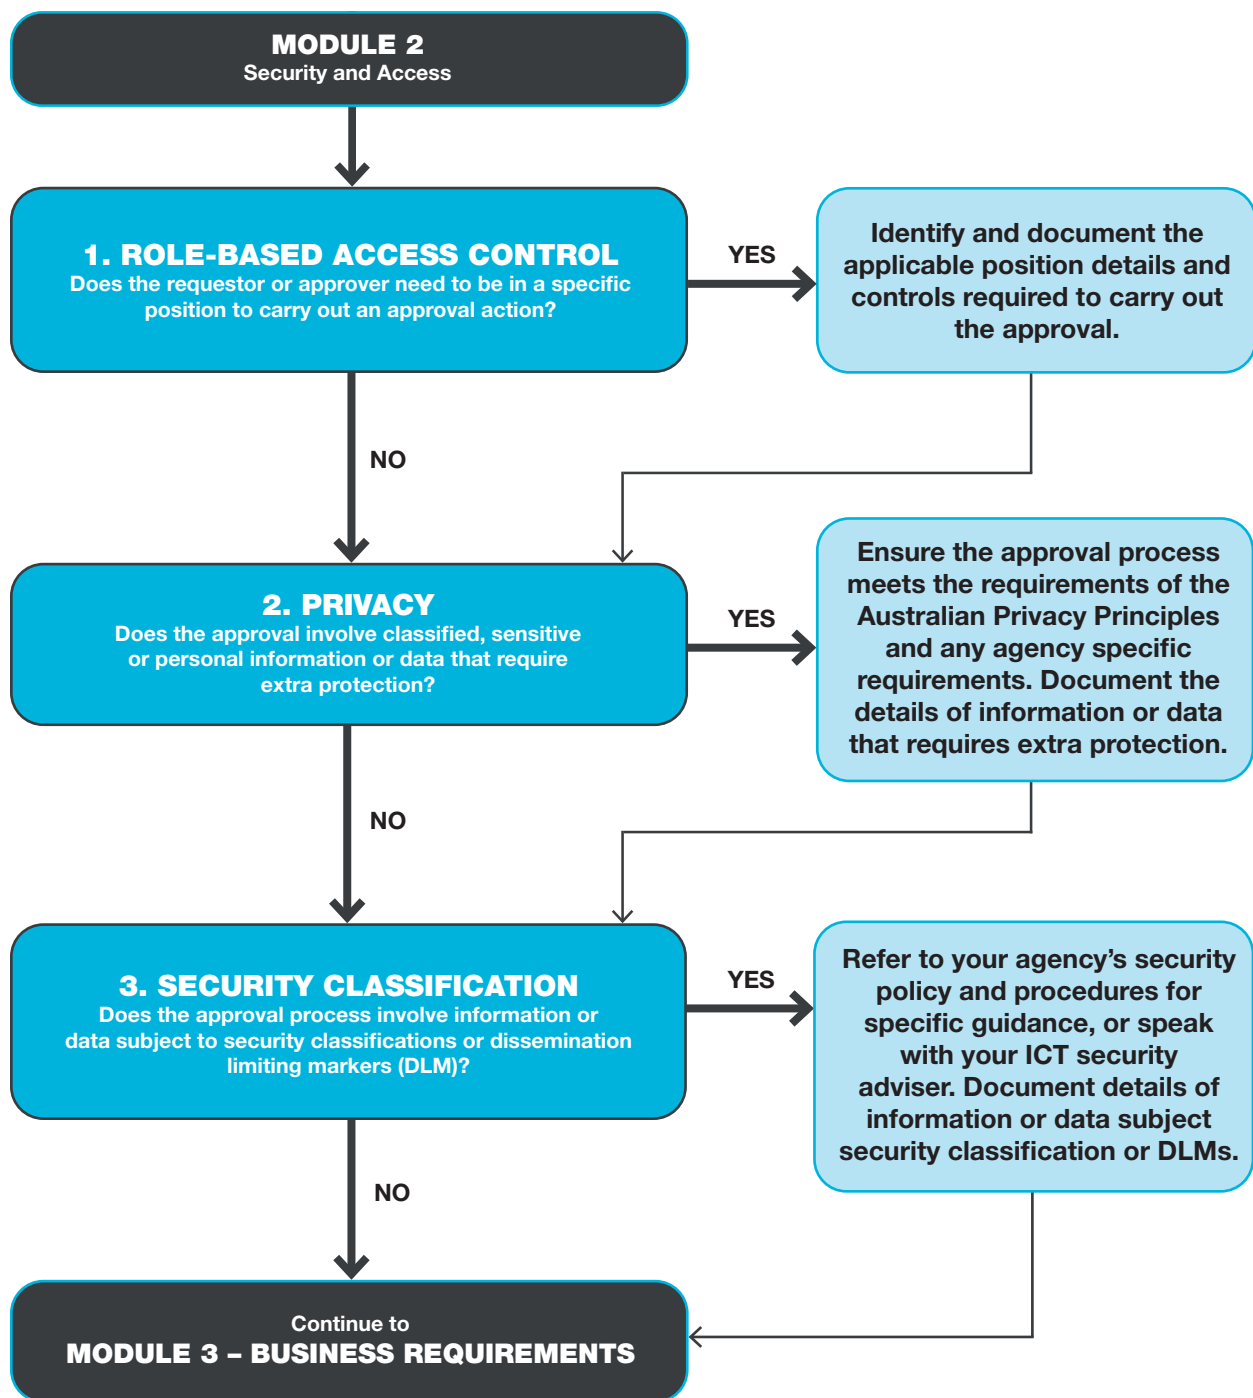 MODULE 2
Security and Access
1. ROLE-BASED ACCESS CONTROL
Does the requestor or approver need to be in a specific
position to carry out an approval action?
YES
Identify and document the
applicable position details and
controls required to carry out
the approval.
NO
2. PRIVACY
Does the approval involve classified, sensitive
or personal information or data that require
extra protection?
YES
Ensure the approval process
meets the requirements of the
Australian Privacy Principles
and any agency specific
requirements. Document the
details of information or data
that requires extra protection.
NO
3. SECURITY CLASSIFICATION
Does the approval process involve information or
data subject to security classifications or dissemination
limiting markers (DLM)?
YES
Refer to your agency’s security
policy and procedures for
specific guidance, or speak
with your ICT security
adviser. Document details of
information or data subject
security classification or DLMs.
NO
Continue to
MODULE 3 – BUSINESS REQUIREMENTS